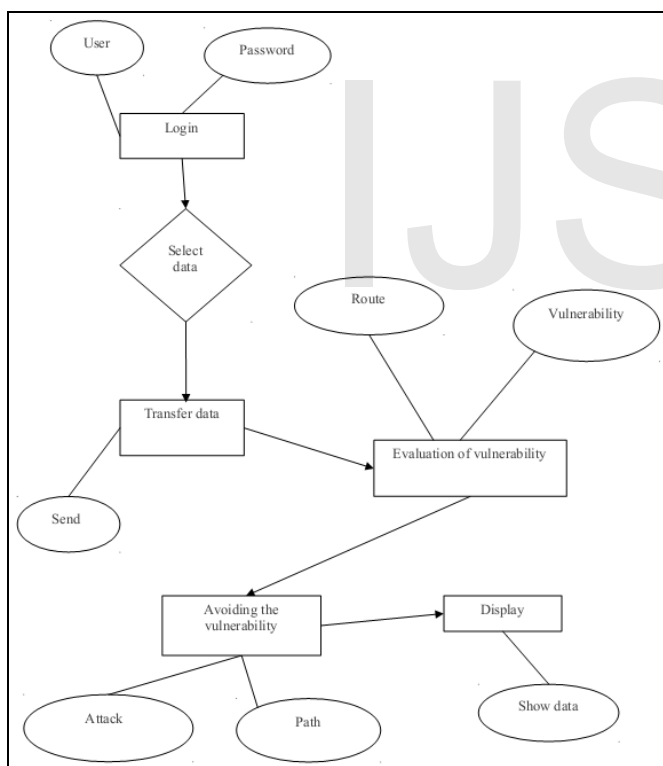 User
Password
Login
IJS
Select
data
Route
Vulnerability
Transfer data
Evaluation of vulnerability
Send
Avoiding the
vulnerability
Display
Attack
Path
Show data